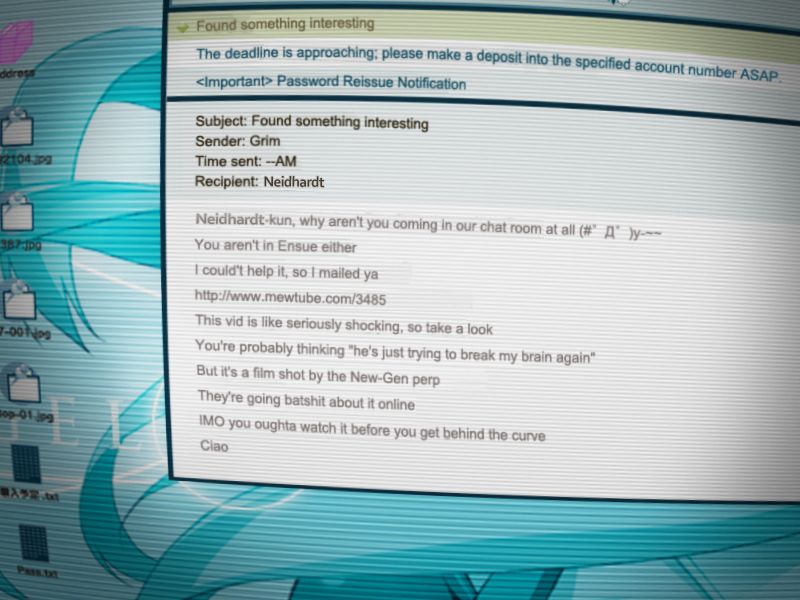 Found something interesting
The deadline is approaching; please make a deposit into the specified account number ASAP.
<Important> Password Reissue Notification
Subject: Found something interesting
Sender: Grim
Time sent: --AM
Recipient: Neidhardt
Neidhardt-kun, why aren't you coming in our chat room at all (#ﾟДﾟ)y-~~
You aren't in Ensue either
I could't help it, so I mailed ya
http://www.mewtube.com/3485
This vid is like seriously shocking, so take a look
You're probably thinking "he's just trying to break my brain again"
But it's a film shot by the New-Gen perp
They're going batshit about it online
IMO you oughta watch it before you get behind the curve
Ciao
ddress
2104.jpg
387.jpg
7-001.jpg
top-01.jpg
購入予定.txt
Pass.txt